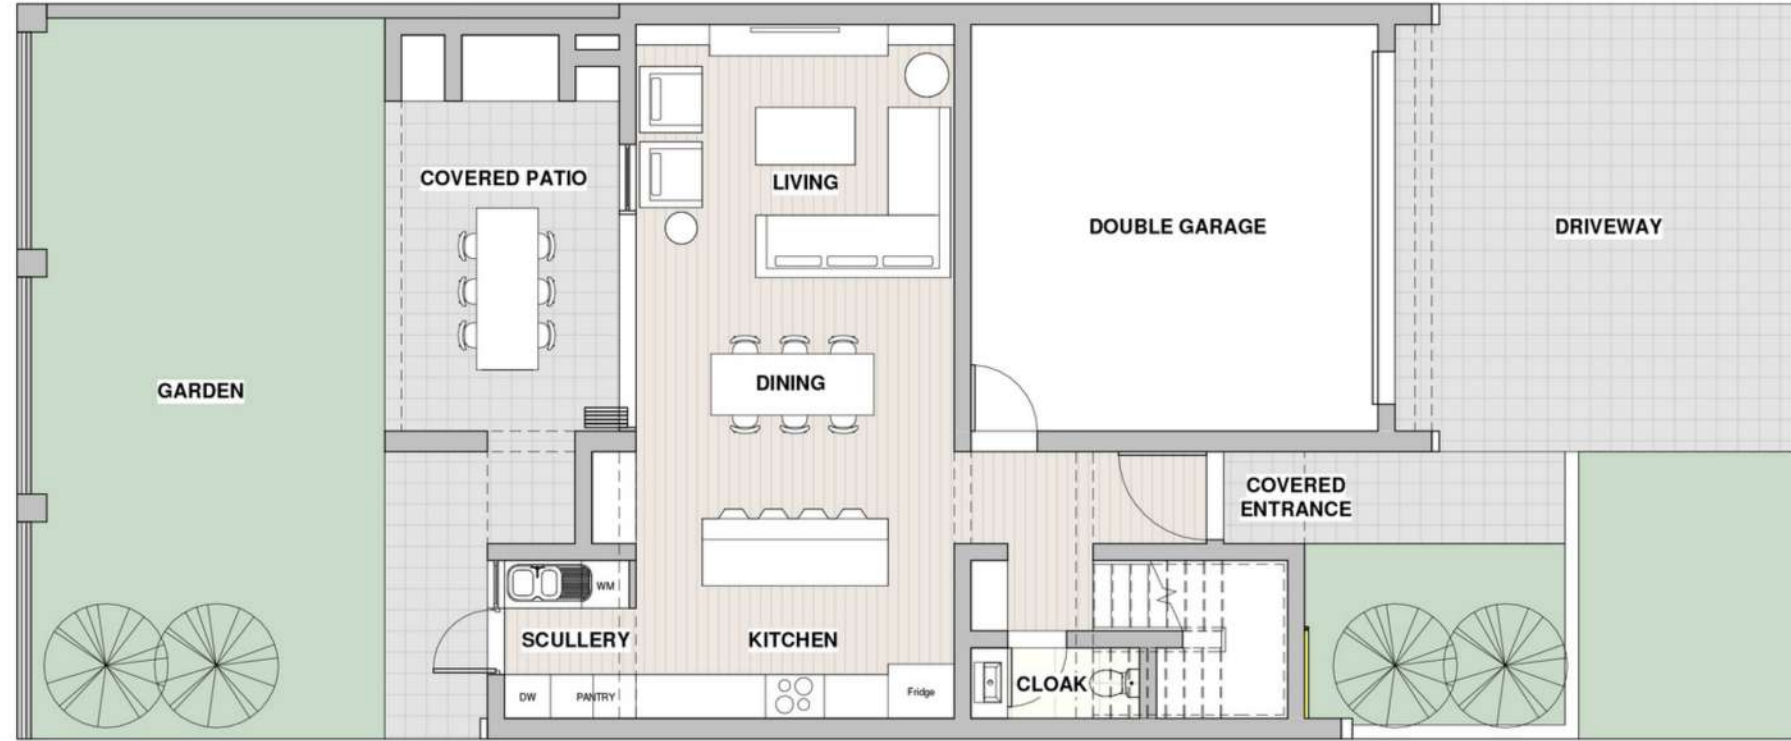 COVERED PATIO
LIVING
DOUBLE GARAGE
DRIVEWAY
GARDEN
DINING
COVERED
ENTRANCE
WM
SCULLERY
KITCHEN
CLOAK
DW
PANTRY
Fridge